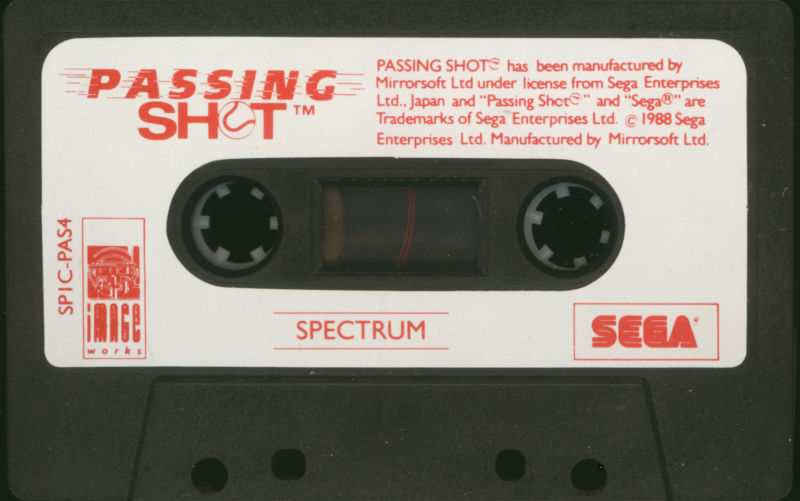 PASSING
SHOT™
PASSING SHOT™ has been manufactured by
Mirrorsoft Ltd under license from Sega Enterprises
Ltd., Japan and "Passing Shot™" and "Sega®" are
Trademarks of Sega Enterprises Ltd. © 1988 Sega
Enterprises Ltd. Manufactured by Mirrorsoft Ltd.
SPIC-PAS4
iMAGE
works
SPECTRUM
SEGA